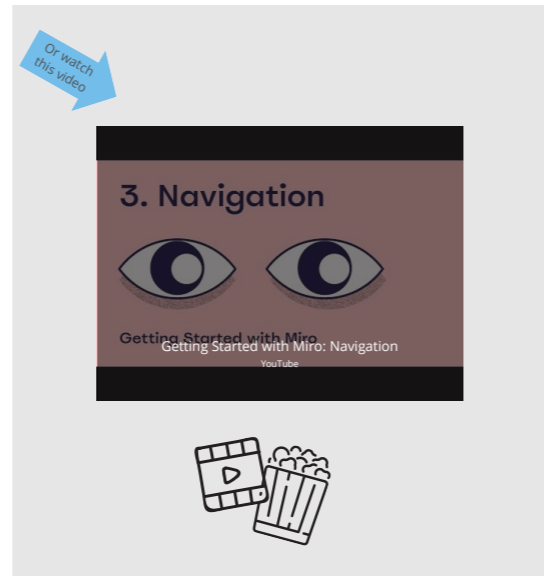 Or watch
this video
3. Navigation
Getting Started with Miro
Getting Started with Miro: Navigation
YouTube